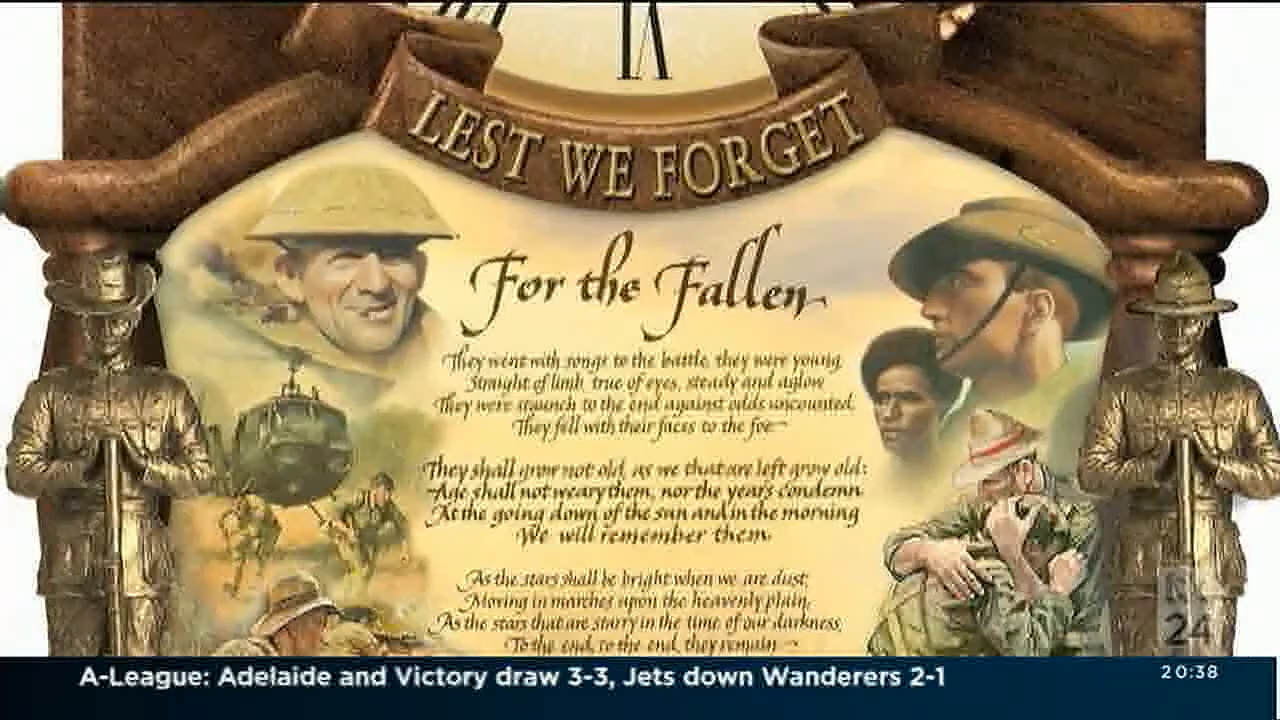 LEST WE FORGET
For the Fallen
They went with songs to the battle, they were young.
Straight of limb, true of eyes, steady and aglow
They were staunch to the end against odds uncounted.
They fell with their faces to the foe
They shall grow not old, as we that are left grow old:
Age shall not weary them, nor the years condemn
At the going down of the sun and in the morning
We will remember them.
As the stars shall be bright when we are dust;
Moving in marches upon the heavenly plain,
As the stars that are starry in the time of our darkness,
To the end, to the end, they remain
24
A-League: Adelaide and Victory draw 3-3, Jets down Wanderers 2-1
20:38